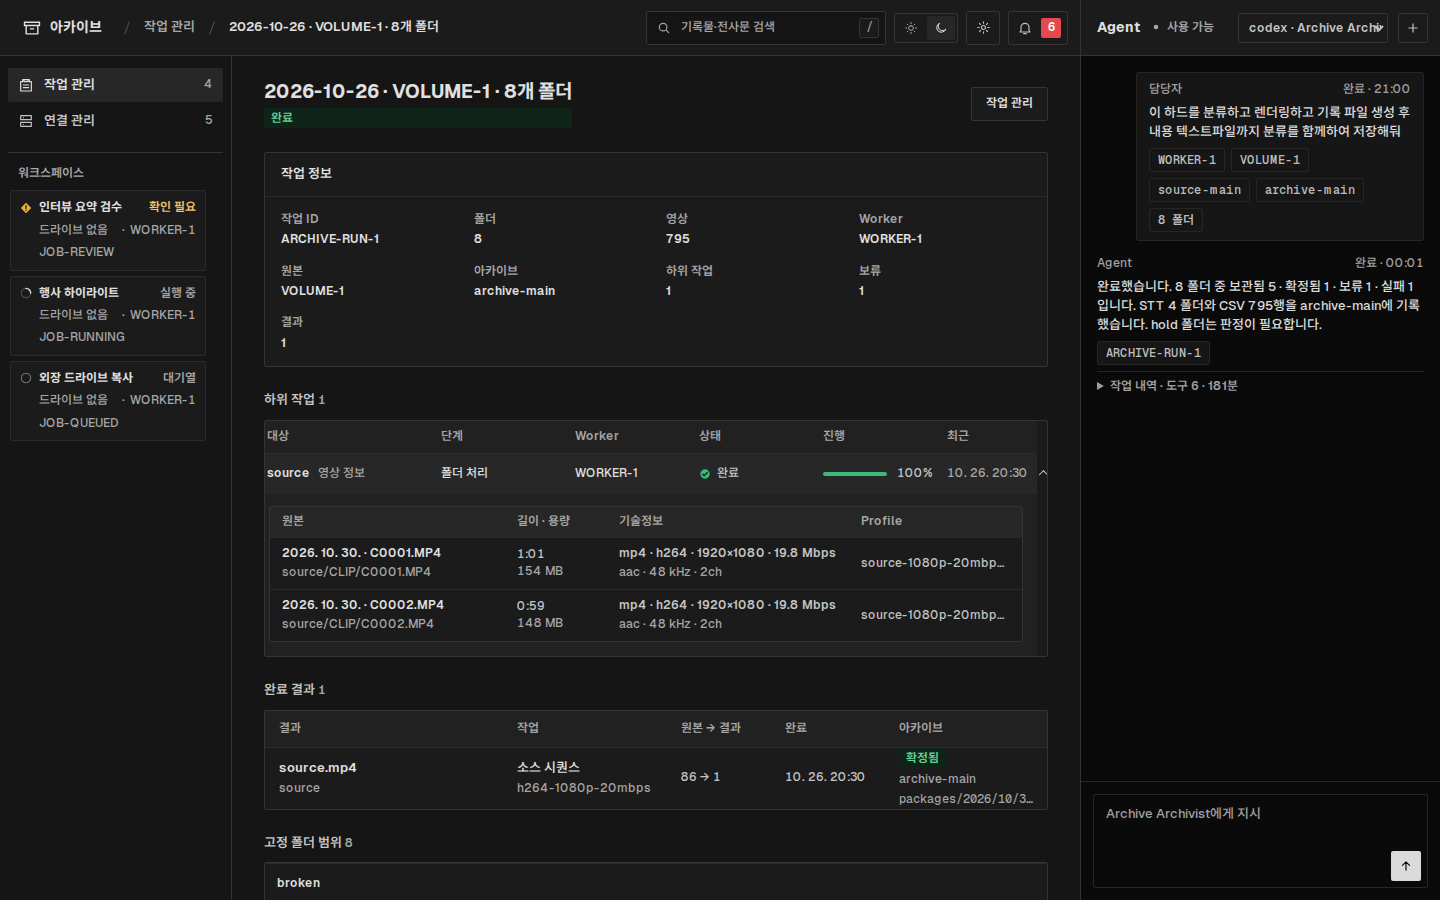 아카이브 / 작업 관리 / 2026-10-26 · VOLUME-1 · 8개 폴더
기록물·전사문 검색 /
6
Agent • 사용 가능
작업 관리 4
연결 관리 5
워크스페이스
인터뷰 요약 검수 확인 필요
드라이브 없음 · WORKER-1
JOB-REVIEW
행사 하이라이트 실행 중
드라이브 없음 · WORKER-1
JOB-RUNNING
외장 드라이브 복사 대기열
드라이브 없음 · WORKER-1
JOB-QUEUED
2026-10-26 · VOLUME-1 · 8개 폴더
완료
작업 관리
작업 정보
작업 ID 폴더 영상 Worker
ARCHIVE-RUN-1 8 795 WORKER-1
원본 아카이브 하위 작업 보류
VOLUME-1 archive-main 1 1
결과
1
하위 작업 1
대상 단계 Worker 상태 진행 최근
source 영상 정보 폴더 처리 WORKER-1 완료 100% 10. 26. 20:30
원본 길이 · 용량 기술정보 Profile
2026. 10. 30. · C0001.MP4 1:01 mp4 · h264 · 1920×1080 · 19.8 Mbps source-1080p-20mbp…
source/CLIP/C0001.MP4 154 MB aac · 48 kHz · 2ch
2026. 10. 30. · C0002.MP4 0:59 mp4 · h264 · 1920×1080 · 19.8 Mbps source-1080p-20mbp…
source/CLIP/C0002.MP4 148 MB aac · 48 kHz · 2ch
완료 결과 1
결과 작업 원본 → 결과 완료 아카이브
source.mp4 소스 시퀀스 86 → 1 10. 26. 20:30 확정됨
source h264-1080p-20mbps archive-main
packages/2026/10/3…
고정 폴더 범위 8
broken
codex · Archive
담당자 완료 · 21:00
이 하드를 분류하고 렌더링하고 기록 파일 생성 후
내용 텍스트파일까지 분류를 함께하여 저장해둬
WORKER-1 VOLUME-1
source-main archive-main
8 폴더
Agent 완료 · 00:01
완료했습니다. 8 폴더 중 보관됨 5 · 확정됨 1 · 보류 1 · 실패 1
입니다. STT 4 폴더와 CSV 795행을 archive-main에 기록
했습니다. hold 폴더는 판정이 필요합니다.
ARCHIVE-RUN-1
작업 내역 · 도구 6 · 181분
Archive Archivist에게 지시